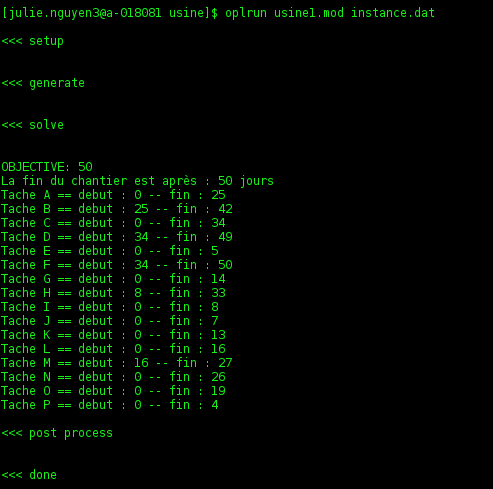 [julie.nguyen3@a-018081 usine]$ oplrun usine1.mod instance.dat
<<< setup
<<< generate
<<< solve
OBJECTIVE: 50
La fin du chantier est après : 50 jours
Tache A == debut : 0 -- fin : 25
Tache B == debut : 25 -- fin : 42
Tache C == debut : 0 -- fin : 34
Tache D == debut : 34 -- fin : 49
Tache E == debut : 0 -- fin : 5
Tache F == debut : 34 -- fin : 50
Tache G == debut : 0 -- fin : 14
Tache H == debut : 8 -- fin : 33
Tache I == debut : 0 -- fin : 8
Tache J == debut : 0 -- fin : 7
Tache K == debut : 0 -- fin : 13
Tache L == debut : 0 -- fin : 16
Tache M == debut : 16 -- fin : 27
Tache N == debut : 0 -- fin : 26
Tache O == debut : 0 -- fin : 19
Tache P == debut : 0 -- fin : 4
<<< post process
<<< done